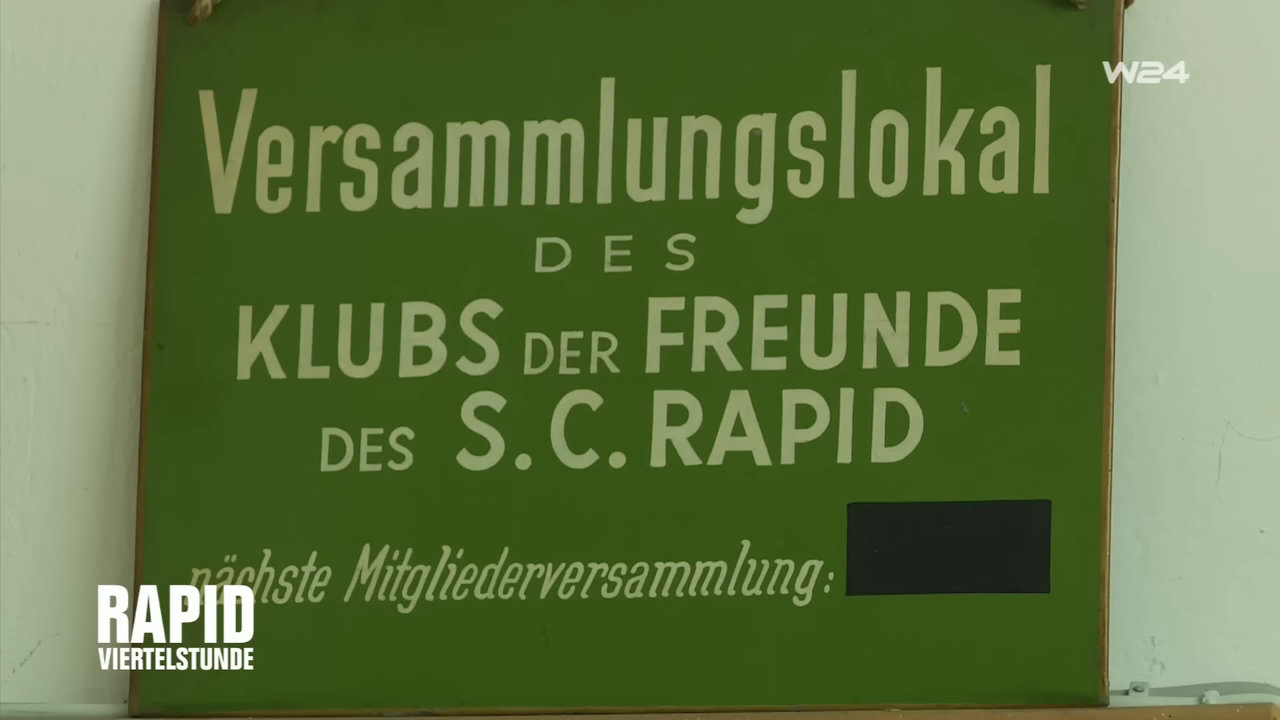 W24
Versammlungslokal
DES
KLUBS DER FREUNDE
DES S.C. RAPID
nächste Mitgliederversammlung:
RAPID
VIERTELSTUNDE